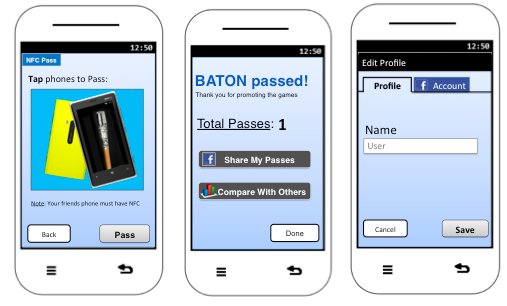 12:50
NFC Pass
Tap phones to Pass:
Note: Your friends phone must have NFC
Back
Pass
12:50
BATON passed!
Thank you for promoting the games
Total Passes: 1
f Share My Passes
Compare With Others
Done
12:50
Edit Profile
Profile
f Account
Name
User
Cancel
Save